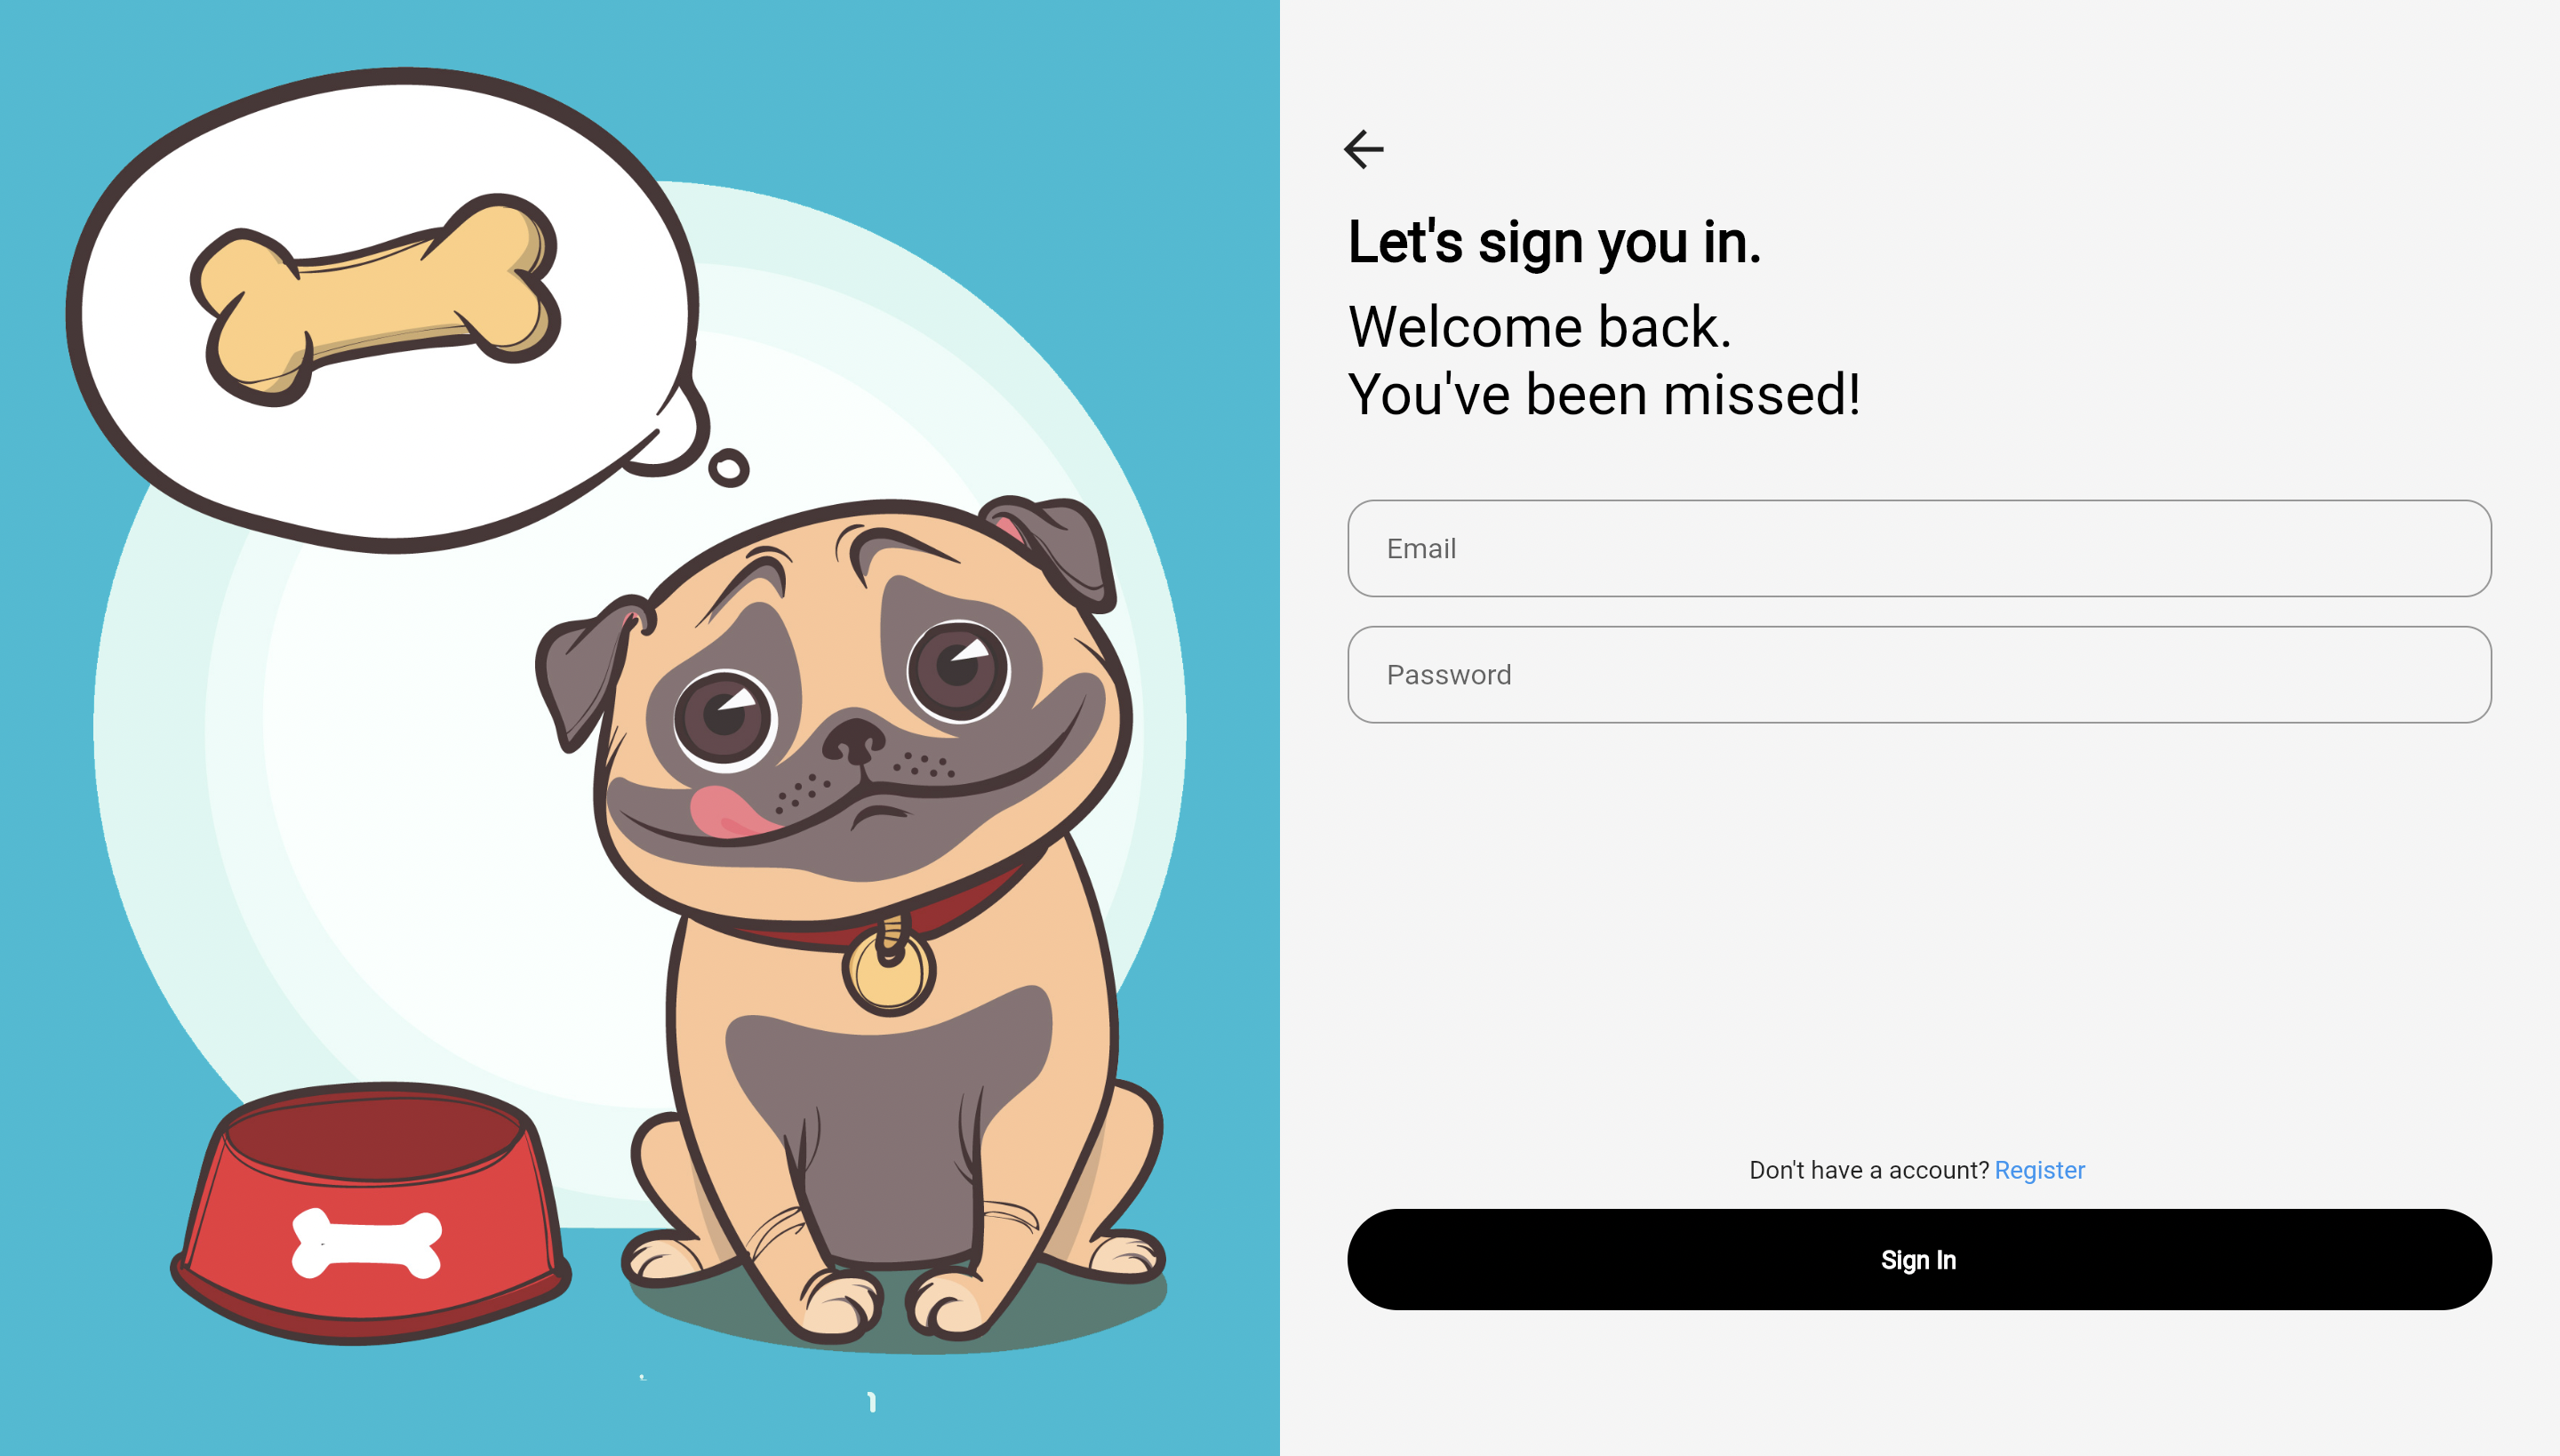 Let's sign you in.
Welcome back.
You've been missed!
Email
Password
Don't have a account? Register
Sign In